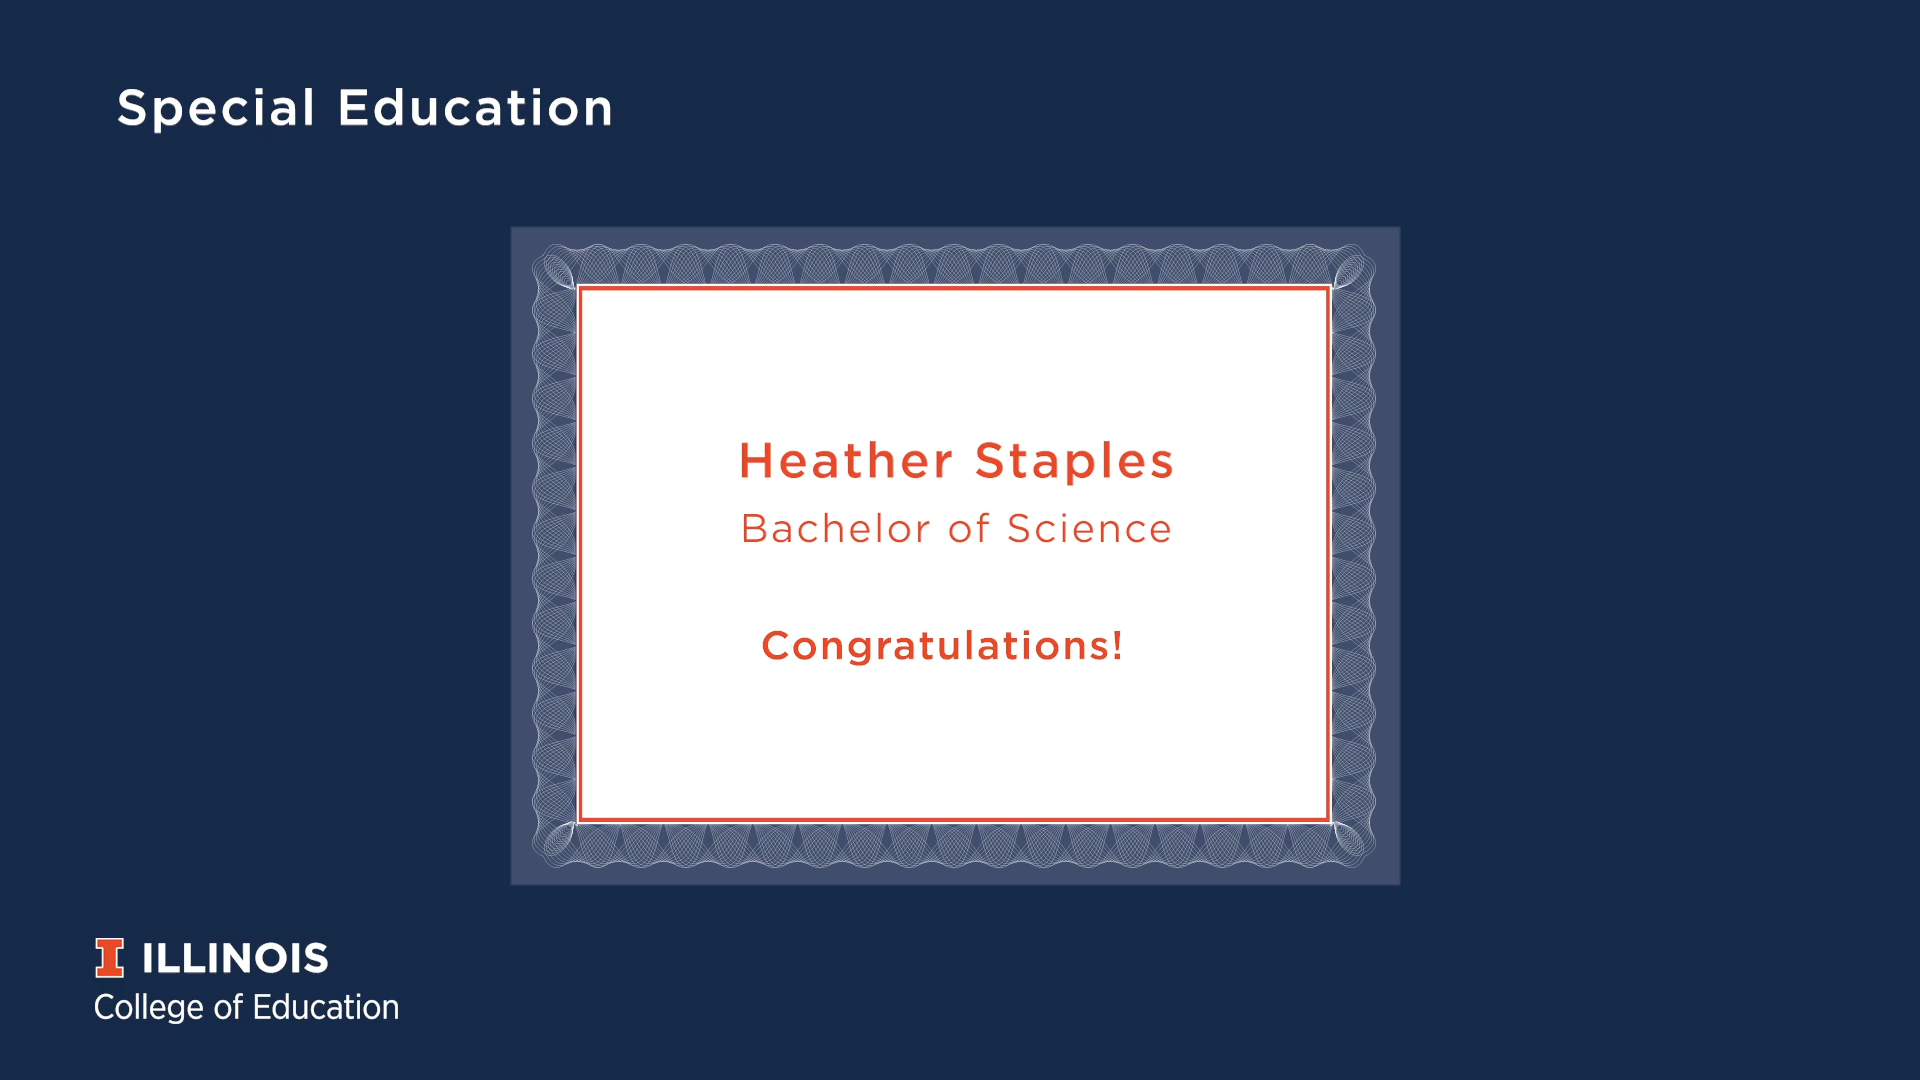 Special Education
Heather Staples
Bachelor of Science
Congratulations!
I ILLINOIS
College of Education